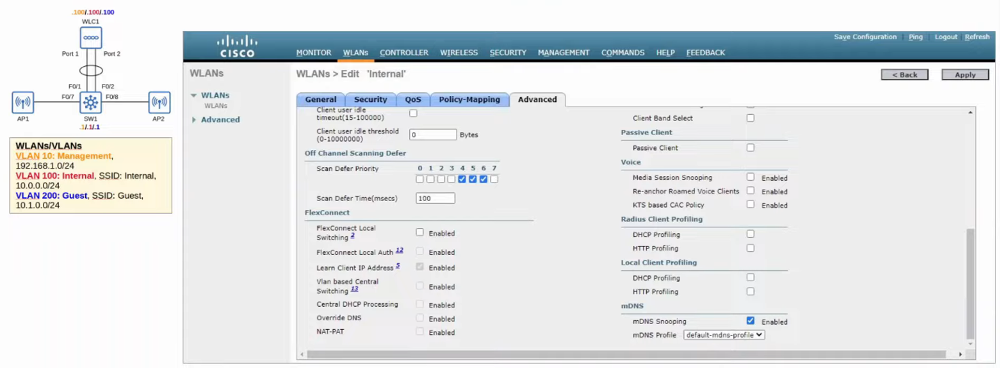 .100/.100/.100
WLC1
Port 1
Port 2
F0/1
F0/2
F0/7
F0/8
AP1
SW1
AP2
.1/.1/.1
WLANs/VLANs
VLAN 10: Management,
192.168.1.0/24
VLAN 100: Internal, SSID: Internal,
10.0.0.0/24
VLAN 200: Guest, SSID: Guest,
10.1.0.0/24
Save Configuration | Ping | Logout | Refresh
CISCO
MONITOR WLANs CONTROLLER WIRELESS SECURITY MANAGEMENT COMMANDS HELP FEEDBACK
WLANs
WLANs
WLANs
Advanced
WLANs > Edit 'Internal'
< Back
Apply
General Security QoS Policy-Mapping Advanced
Client user idle
timeout(15-100000)
Client user idle threshold
(0-10000000)
0 Bytes
Off Channel Scanning Defer
Scan Defer Priority
0 1 2 3 4 5 6 7
Scan Defer Time(msecs) 100
FlexConnect
FlexConnect Local
Switching 2
Enabled
FlexConnect Local Auth 12 Enabled
Learn Client IP Address 5 Enabled
Vlan based Central
Switching 13
Enabled
Central DHCP Processing Enabled
Override DNS Enabled
NAT-PAT Enabled
Client Band Select
Passive Client
Passive Client
Voice
Media Session Snooping Enabled
Re-anchor Roamed Voice Clients Enabled
KTS based CAC Policy Enabled
Radius Client Profiling
DHCP Profiling
HTTP Profiling
Local Client Profiling
DHCP Profiling
HTTP Profiling
mDNS
mDNS Snooping Enabled
mDNS Profile default-mdns-profile